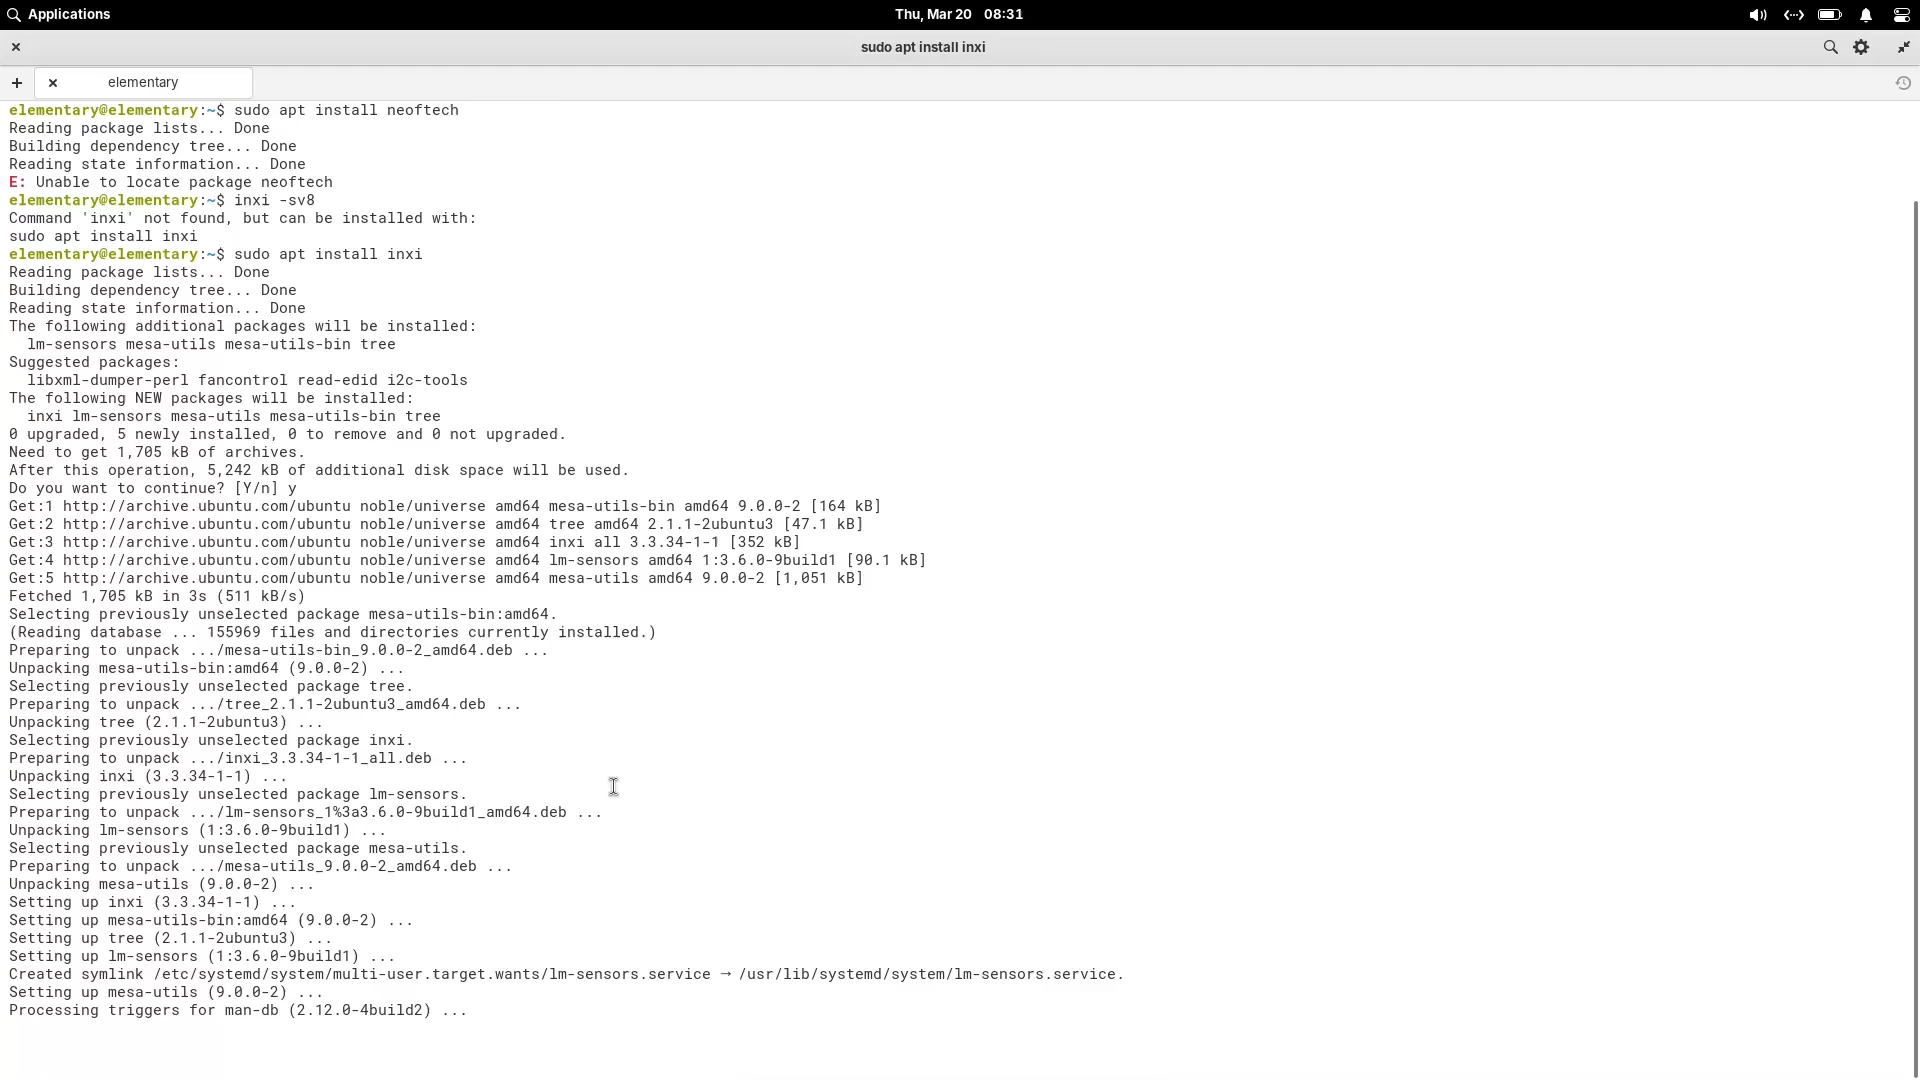 Applications
Thu, Mar 20 08:31
sudo apt install inxi
elementary
elementary@elementary:~$ sudo apt install neoftech
Reading package lists... Done
Building dependency tree... Done
Reading state information... Done
E: Unable to locate package neoftech
elementary@elementary:~$ inxi -sv8
Command 'inxi' not found, but can be installed with:
sudo apt install inxi
elementary@elementary:~$ sudo apt install inxi
Reading package lists... Done
Building dependency tree... Done
Reading state information... Done
The following additional packages will be installed:
  lm-sensors mesa-utils mesa-utils-bin tree
Suggested packages:
  libxml-dumper-perl fancontrol read-edid i2c-tools
The following NEW packages will be installed:
  inxi lm-sensors mesa-utils mesa-utils-bin tree
0 upgraded, 5 newly installed, 0 to remove and 0 not upgraded.
Need to get 1,705 kB of archives.
After this operation, 5,242 kB of additional disk space will be used.
Do you want to continue? [Y/n] y
Get:1 http://archive.ubuntu.com/ubuntu noble/universe amd64 mesa-utils-bin amd64 9.0.0-2 [164 kB]
Get:2 http://archive.ubuntu.com/ubuntu noble/universe amd64 tree amd64 2.1.1-2ubuntu3 [47.1 kB]
Get:3 http://archive.ubuntu.com/ubuntu noble/universe amd64 inxi all 3.3.34-1-1 [352 kB]
Get:4 http://archive.ubuntu.com/ubuntu noble/universe amd64 lm-sensors amd64 1:3.6.0-9build1 [90.1 kB]
Get:5 http://archive.ubuntu.com/ubuntu noble/universe amd64 mesa-utils amd64 9.0.0-2 [1,051 kB]
Fetched 1,705 kB in 3s (511 kB/s)
Selecting previously unselected package mesa-utils-bin:amd64.
(Reading database ... 155969 files and directories currently installed.)
Preparing to unpack .../mesa-utils-bin_9.0.0-2_amd64.deb ...
Unpacking mesa-utils-bin:amd64 (9.0.0-2) ...
Selecting previously unselected package tree.
Preparing to unpack .../tree_2.1.1-2ubuntu3_amd64.deb ...
Unpacking tree (2.1.1-2ubuntu3) ...
Selecting previously unselected package inxi.
Preparing to unpack .../inxi_3.3.34-1-1_all.deb ...
Unpacking inxi (3.3.34-1-1) ...
Selecting previously unselected package lm-sensors.
Preparing to unpack .../lm-sensors_1%3a3.6.0-9build1_amd64.deb ...
Unpacking lm-sensors (1:3.6.0-9build1) ...
Selecting previously unselected package mesa-utils.
Preparing to unpack .../mesa-utils_9.0.0-2_amd64.deb ...
Unpacking mesa-utils (9.0.0-2) ...
Setting up inxi (3.3.34-1-1) ...
Setting up mesa-utils-bin:amd64 (9.0.0-2) ...
Setting up tree (2.1.1-2ubuntu3) ...
Setting up lm-sensors (1:3.6.0-9build1) ...
Created symlink /etc/systemd/system/multi-user.target.wants/lm-sensors.service → /usr/lib/systemd/system/lm-sensors.service.
Setting up mesa-utils (9.0.0-2) ...
Processing triggers for man-db (2.12.0-4build2) ...